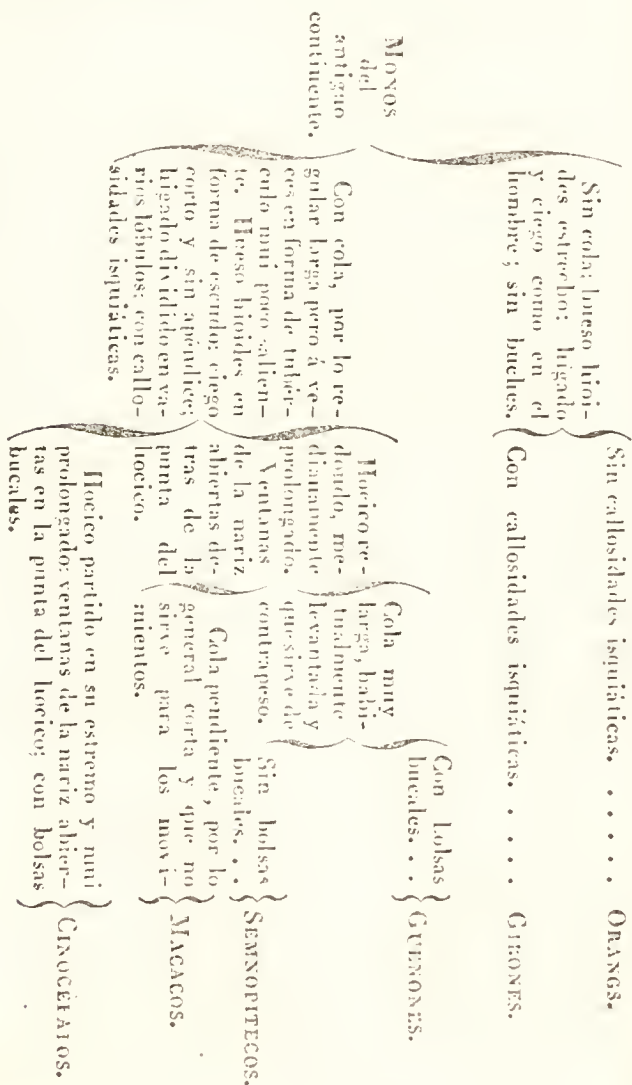 Monos
del
antiguo
continente.
Sin cola: hueso hioi-
des estrecho: hígado
y ciego como en el
hombre; sin buches.
Sin callosidades isquiáticas. . . . . . Orangs.
Con callosidades isquiáticas. . . . . Gibones.
Con cola, por lo re-
gular larga pero á ve-
ces en forma de tubér-
culo mui poco salien-
te. Hueso hioides en
forma de escudo: ciego
corto y sin apéndice;
hígado dividido en va-
rios lóbulos: con callo-
sidades isquiáticas.
Hocico re-
dondo, me-
dianamente
prolongado.
Ventanas
de la nariz
abiertas de-
tras de la
punta del
hocico.
Cola muy
larga, habi-
tualmente
levantada y
que sirve de
contrapeso.
Con bolsas
bucales. . . Guenones.
Sin bolsas
bucales. . . Semnopitecos.
Cola pendiente, por lo
general corta y que no
sirve para los movi-
mientos.
Macacos.
Hocico partido en su estremo y mui
prolongado: ventanas de la nariz abier-
tas en la punta del hocico; con bolsas
bucales.
Cinocéfalos.